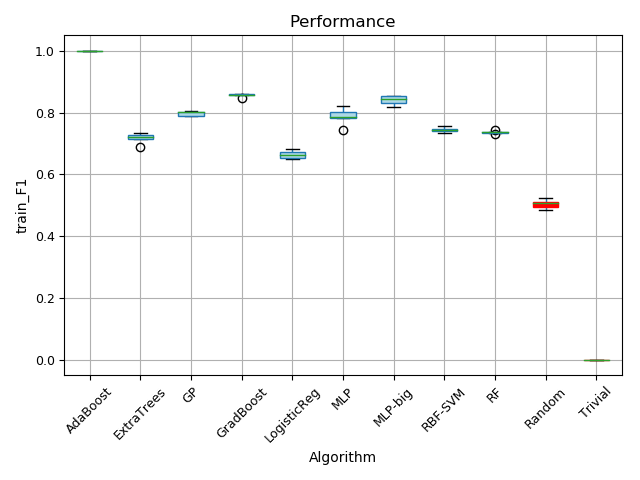 Performance
train_F1
1.0
0.8
0.6
0.4
0.2
0.0
AdaBoost
ExtraTrees
GP
GradBoost
LogisticReg
MLP
MLP-big
RBF-SVM
RF
Random
Trivial
Algorithm